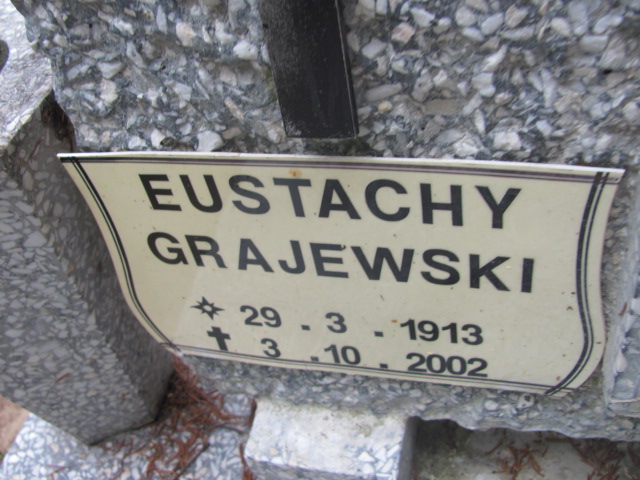 EUSTACHY
GRAJEWSKI
29 . 3 . 1913
3 . 10 . 2002